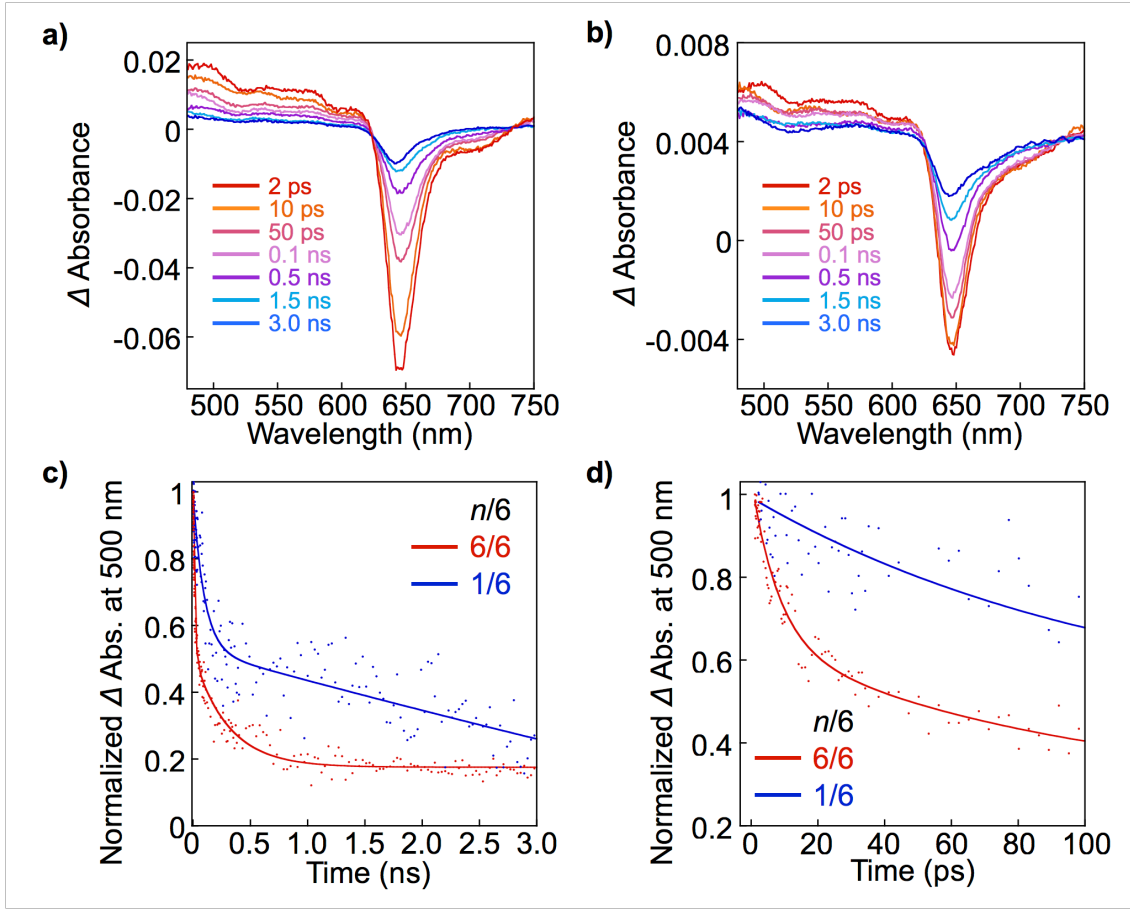 a)
0.02
0
-0.02
-0.04
-0.06
Δ Absorbance
2 ps
10 ps
50 ps
0.1 ns
0.5 ns
1.5 ns
3.0 ns
500 550 600 650 700 750
Wavelength (nm)
b)
0.008
0.004
0
-0.004
Δ Absorbance
2 ps
10 ps
50 ps
0.1 ns
0.5 ns
1.5 ns
3.0 ns
500 550 600 650 700 750
Wavelength (nm)
c)
Normalized Δ Abs. at 500 nm
1
0.8
0.6
0.4
0.2
0
n/6
6/6
1/6
0 0.5 1.0 1.5 2.0 2.5 3.0
Time (ns)
d)
Normalized Δ Abs. at 500 nm
1
0.8
0.6
0.4
0.2
n/6
6/6
1/6
0 20 40 60 80 100
Time (ps)